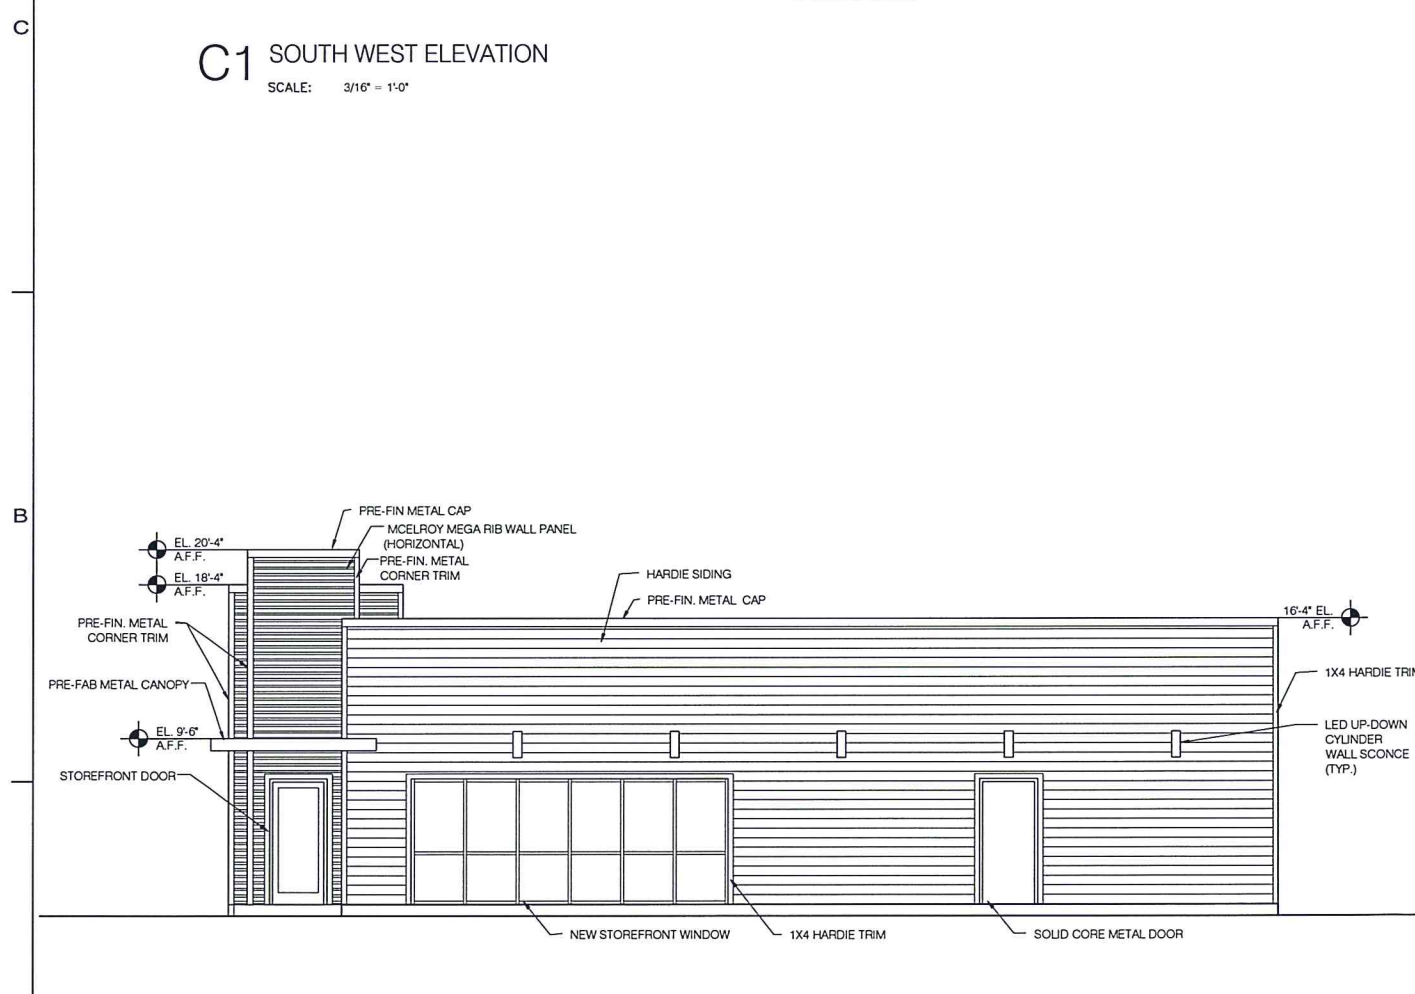 C
C1 SOUTH WEST ELEVATION
SCALE: 3/16" = 1'-0"
B
PRE-FIN METAL CAP
MCELROY MEGA RIB WALL PANEL
(HORIZONTAL)
EL. 20'-4"
A.F.F.
PRE-FIN. METAL
CORNER TRIM
EL. 18'-4"
A.F.F.
HARDIE SIDING
PRE-FIN. METAL CAP
16'-4" EL.
A.F.F.
PRE-FIN. METAL
CORNER TRIM
1X4 HARDIE TRIM
PRE-FAB METAL CANOPY
EL. 9'-6"
A.F.F.
LED UP-DOWN
CYLINDER
WALL SCONCE
(TYP.)
STOREFRONT DOOR
NEW STOREFRONT WINDOW
1X4 HARDIE TRIM
SOLID CORE METAL DOOR